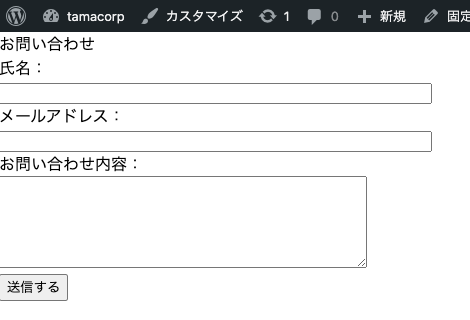 tamacorp カスタマイズ 1 0 新規 固定
お問い合わせ
氏名：
メールアドレス：
お問い合わせ内容：
送信する